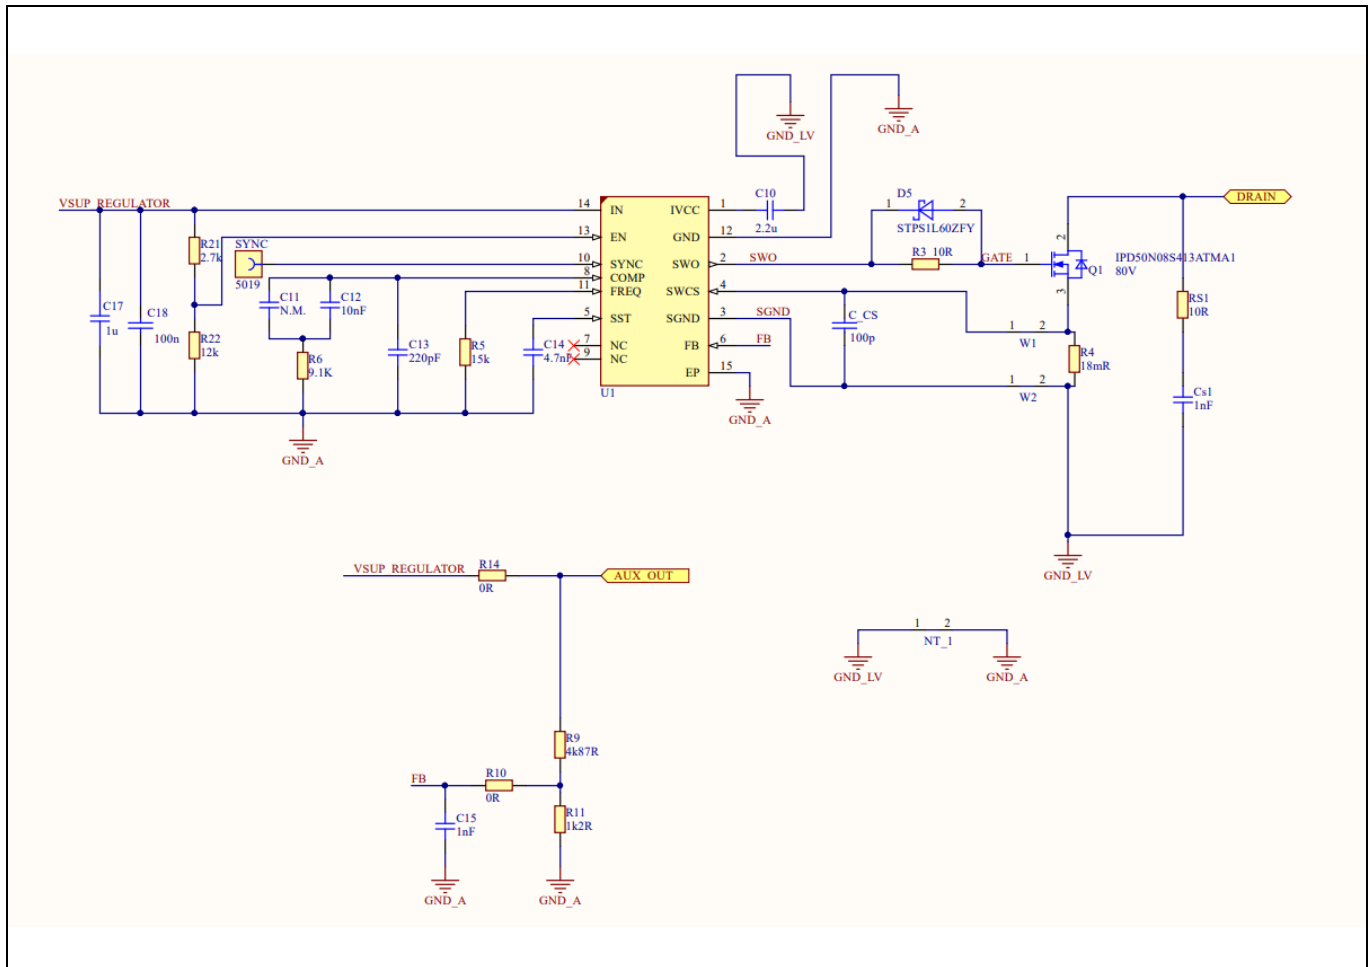 GND_LV
GND_A
VSUP_REGULATOR
14
IN
IVCC
1
C10
2.2u
D5
1
2
STPS1L60ZFY
DRAIN
R21
2.7k
13
EN
GND
12
SYNC
5019
10
SYNC
SWO
2
SWO
R3
10R
GATE
1
2
3
Q1
IPD50N08S413ATMA1
80V
8
COMP
11
FREQ
SWCS
4
C17
1u
C18
100n
C11
N.M.
C12
10nF
RS1
10R
5
SST
SGND
3
SGND
C_CS
100p
1
2
W1
R22
12k
R6
9.1K
C13
220pF
R5
15k
C14
4.7nF
7
NC
9
NC
FB
6
FB
EP
15
R4
18mR
U1
1
2
W2
Cs1
1nF
GND_A
GND_A
VSUP_REGULATOR
R14
0R
AUX_OUT
GND_LV
1
2
NT_1
GND_LV
GND_A
R9
4k87R
FB
R10
0R
C15
1nF
R11
1k2R
GND_A
GND_A